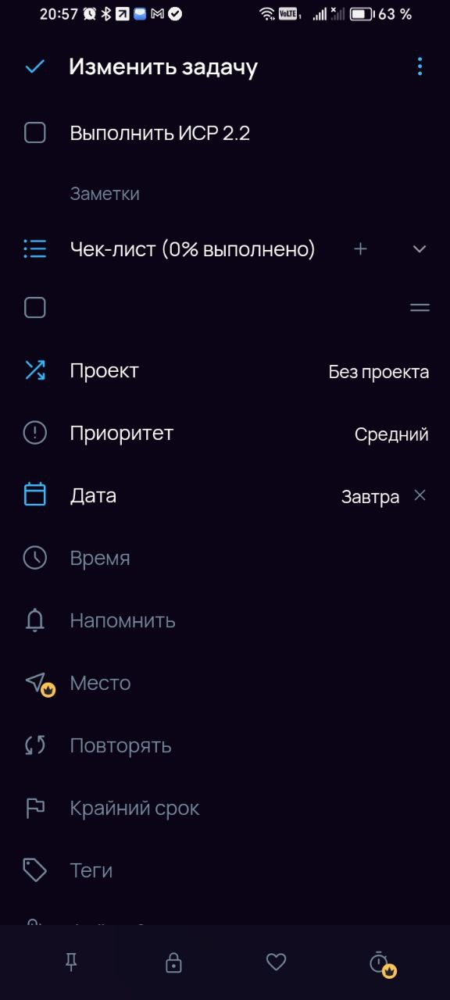 20:57 VoLTE 1 63 %
Изменить задачу
Выполнить ИСР 2.2
Заметки
Чек-лист (0% выполнено)
Проект Без проекта
Приоритет Средний
Дата Завтра
Время
Напомнить
Место
Повторять
Крайний срок
Теги